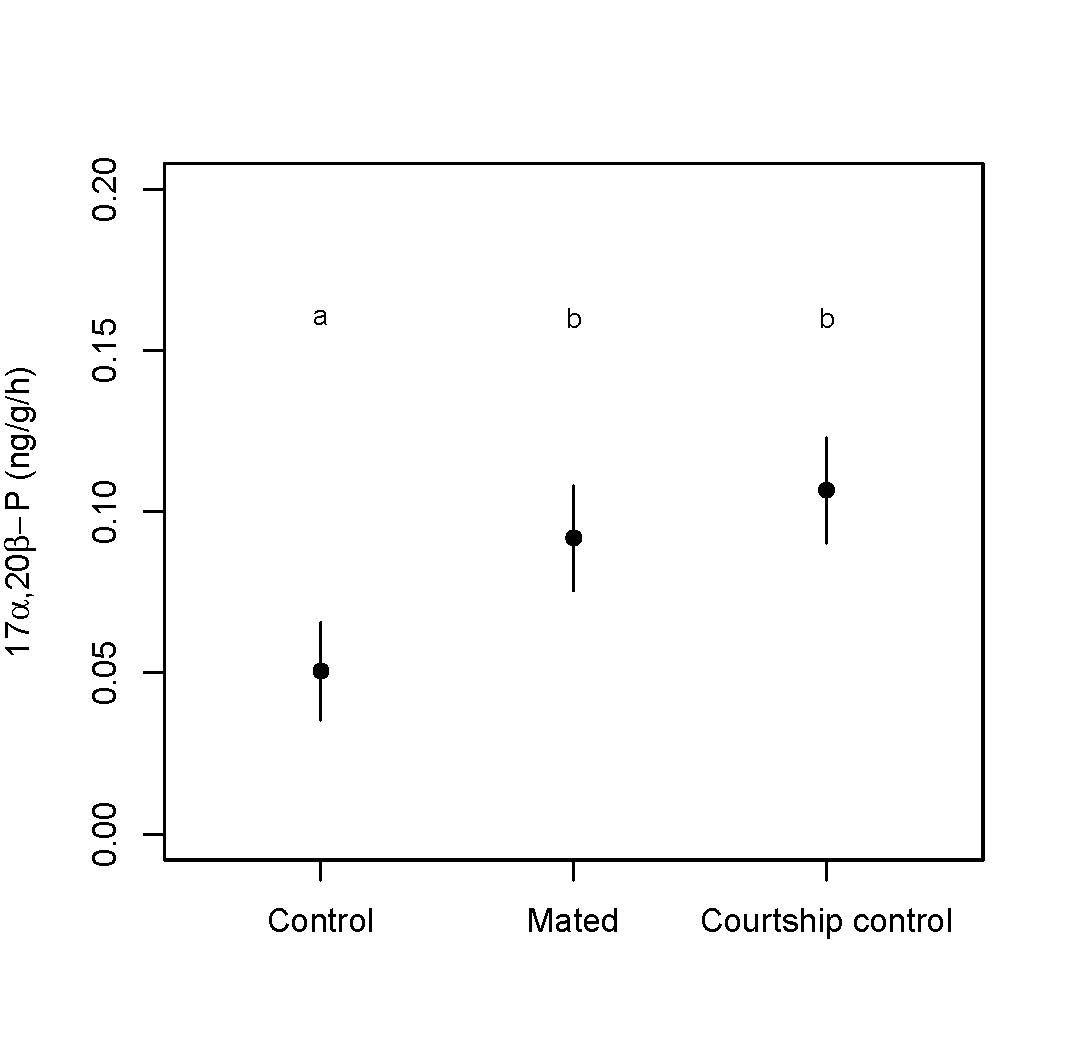 17α,20β−P (ng/g/h)
0.20
0.15
0.10
0.05
0.00
a b b
Control Mated Courtship control